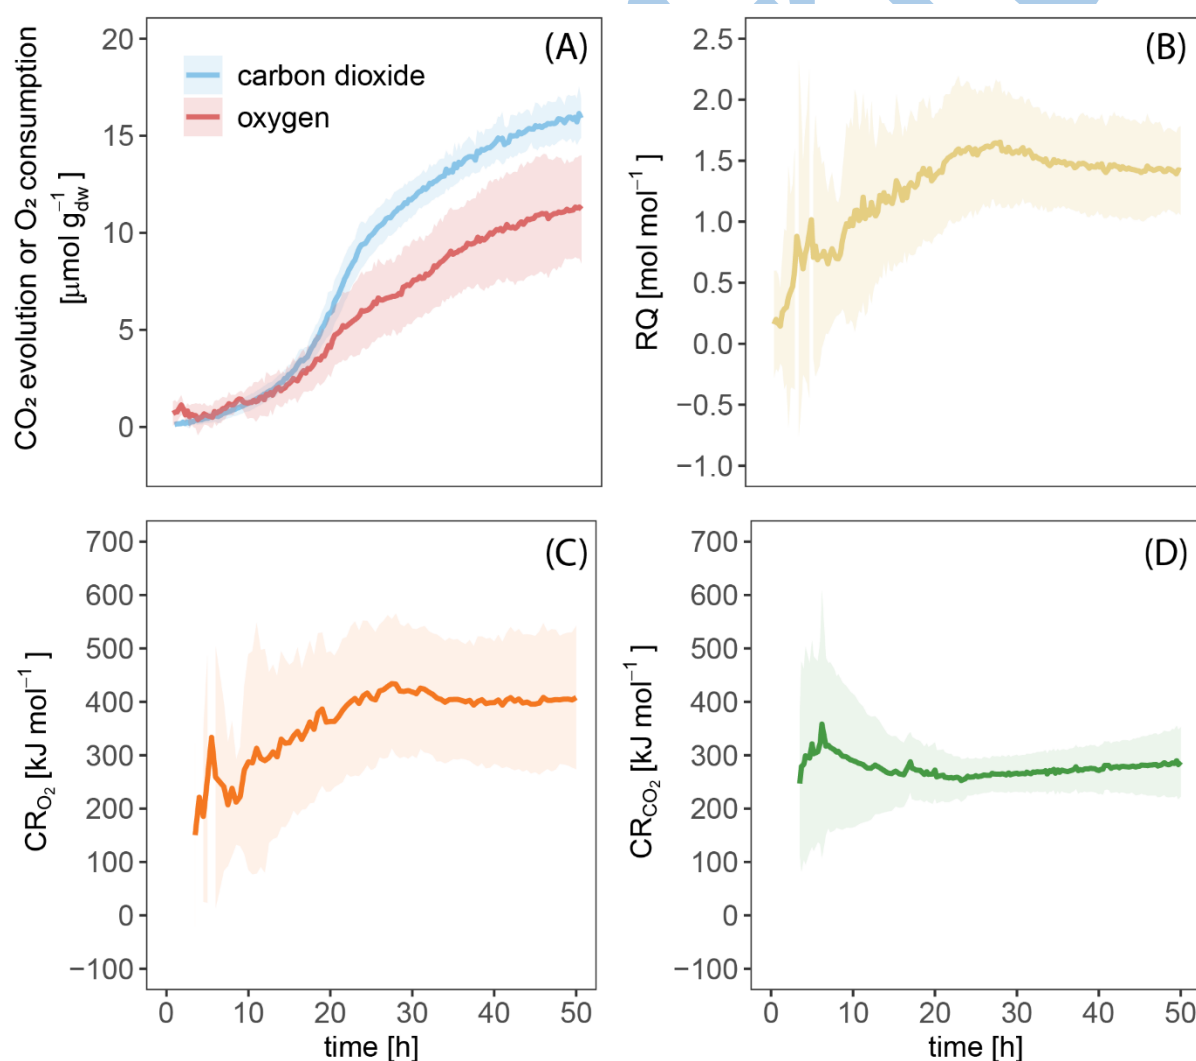 (A)
CO₂ evolution or O₂ consumption
[μmol g⁻¹dw ]
20
15
10
5
0
carbon dioxide
oxygen
(B)
RQ [mol mol⁻¹ ]
2.5
2.0
1.5
1.0
0.5
0.0
−0.5
−1.0
(C)
CR_O₂ [kJ mol⁻¹ ]
700
600
500
400
300
200
100
0
−100
0 10 20 30 40 50
time [h]
(D)
CR_CO₂ [kJ mol⁻¹ ]
700
600
500
400
300
200
100
0
−100
0 10 20 30 40 50
time [h]